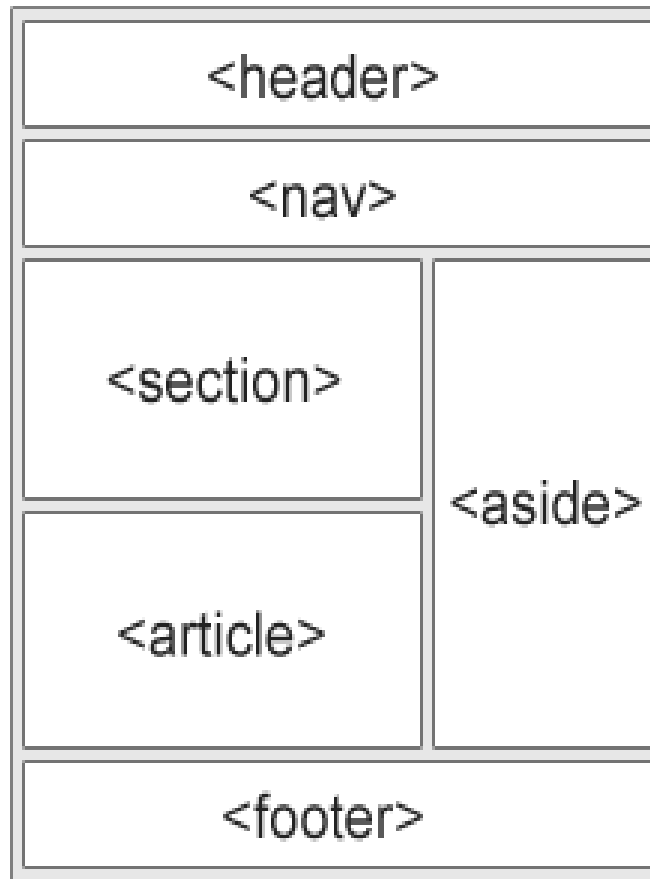 <header>
<nav>
<section>
<aside>
<article>
<footer>